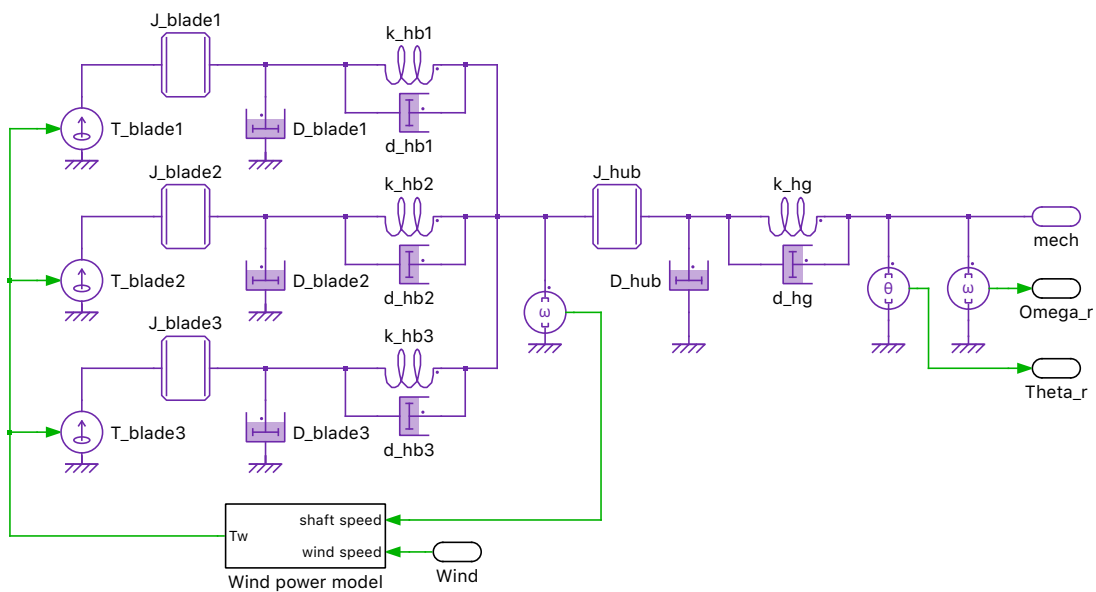 J_blade1
k_hb1
T_blade1
D_blade1
d_hb1
J_blade2
k_hb2
J_hub
k_hg
mech
T_blade2
D_blade2
d_hb2
D_hub
d_hg
θ
ω
ω
Omega_r
J_blade3
k_hb3
Theta_r
T_blade3
D_blade3
d_hb3
shaft speed
Tw
wind speed
Wind
Wind power model